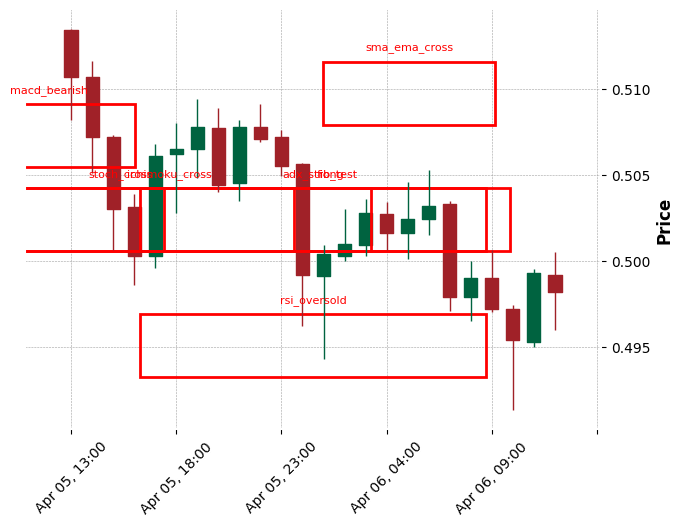 sma_ema_cross
macd_bearish
0.510
0.505
Price
0.500
rsi_oversold
0.495
Apr 05, 13:00
Apr 05, 18:00
Apr 05, 23:00
Apr 06, 04:00
Apr 06, 09:00